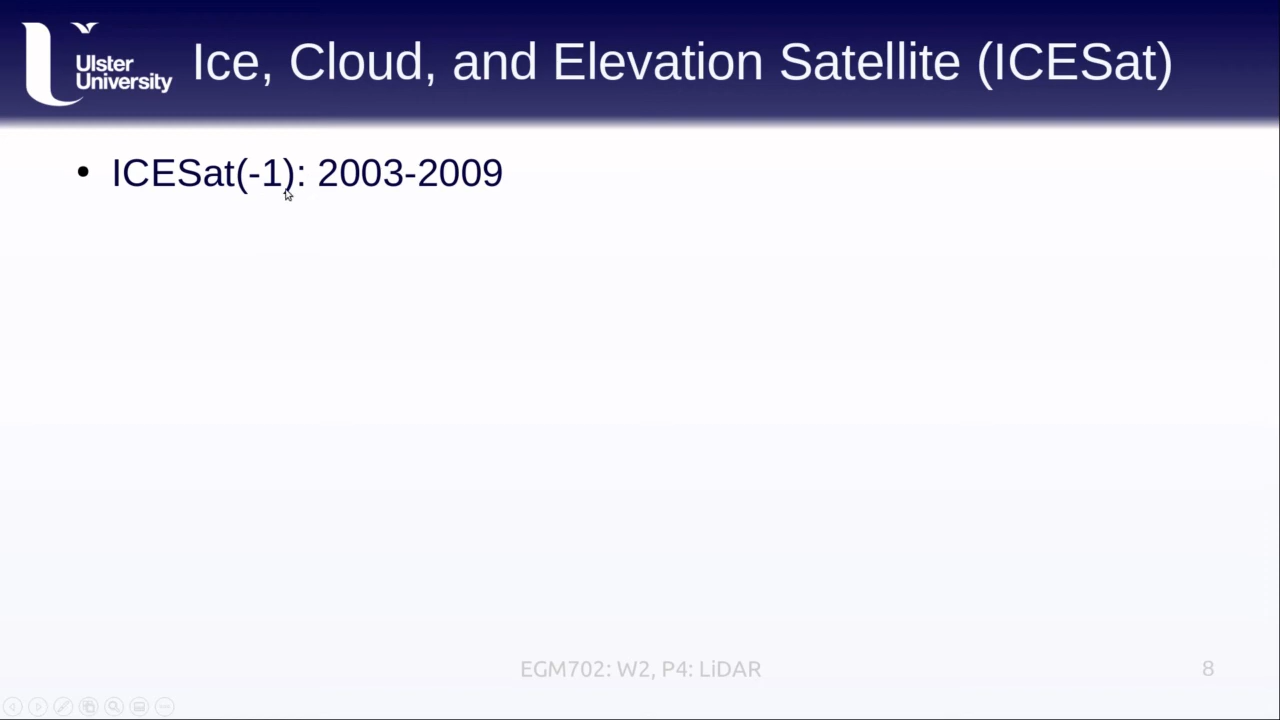 Ulster
University
Ice, Cloud, and Elevation Satellite (ICESat)
• ICESat(-1): 2003-2009
EGM702: W2, P4: LiDAR
8